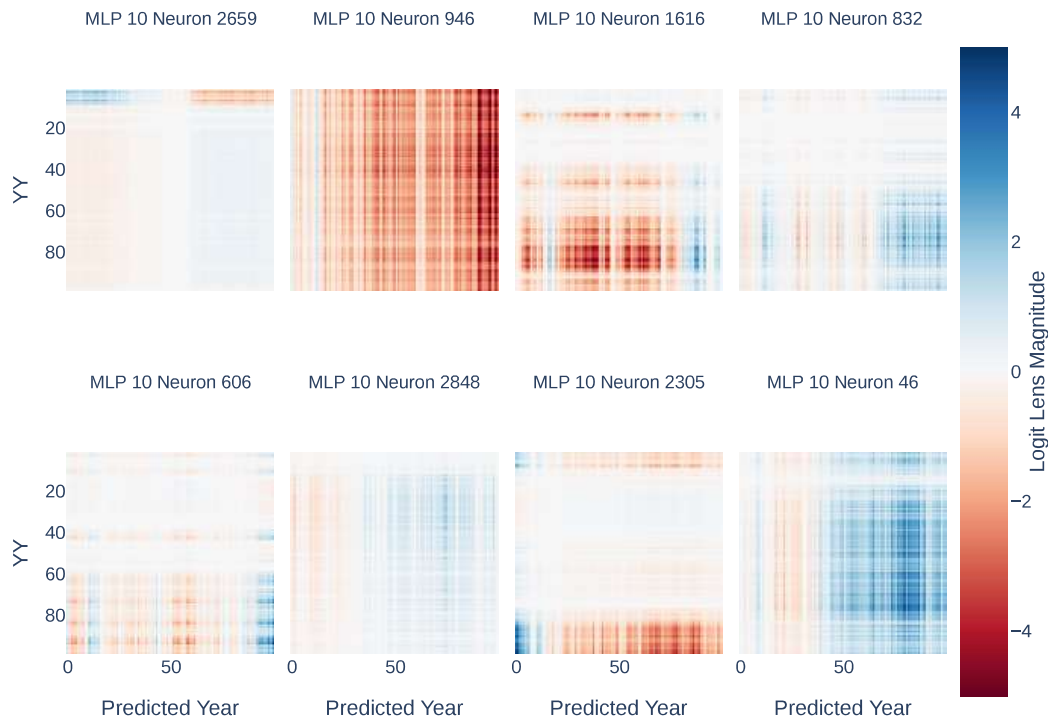 MLP 10 Neuron 2659
MLP 10 Neuron 946
MLP 10 Neuron 1616
MLP 10 Neuron 832
20
40
60
80
YY
4
2
0
−2
−4
Logit Lens Magnitude
MLP 10 Neuron 606
MLP 10 Neuron 2848
MLP 10 Neuron 2305
MLP 10 Neuron 46
20
40
60
80
YY
0
50
0
50
0
50
0
50
Predicted Year
Predicted Year
Predicted Year
Predicted Year